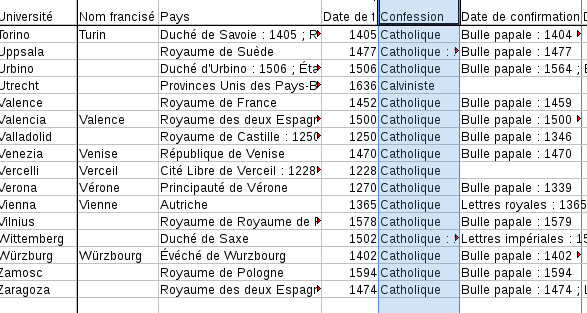 Université Nom francisé Pays Date de f Confession Date de confirmation
Torino Turin Duché de Savoie : 1405 ; R 1405 Catholique Bulle papale : 1404
Uppsala Royaume de Suède 1477 Catholique : Bulle papale : 1477
Urbino Duché d'Urbino : 1506 ; Éta 1506 Catholique Bulle papale : 1564 ;
Utrecht Provinces Unis des Pays-B 1636 Calviniste
Valence Royaume de France 1452 Catholique Bulle papale : 1459
Valencia Valence Royaume des deux Espagn 1500 Catholique Bulle papale : 1500
Valladolid Royaume de Castille : 1250 1250 Catholique Bulle papale : 1346
Venezia Venise République de Venise 1470 Catholique Bulle papale : 1470
Vercelli Verceil Cité Libre de Verceil : 1228 1228 Catholique
Verona Vérone Principauté de Vérone 1270 Catholique Bulle papale : 1339
Vienna Vienne Autriche 1365 Catholique Lettres royales : 1365
Vilnius Royaume de Royaume de P 1578 Catholique Bulle papale : 1579
Wittemberg Duché de Saxe 1502 Catholique : Lettres impériales : 15
Würzburg Würzbourg Évéché de Wurzbourg 1402 Catholique Bulle papale : 1402
Zamosc Royaume de Pologne 1594 Catholique Bulle papale : 1594
Zaragoza Royaume des deux Espagn 1474 Catholique Bulle papale : 1474 ;